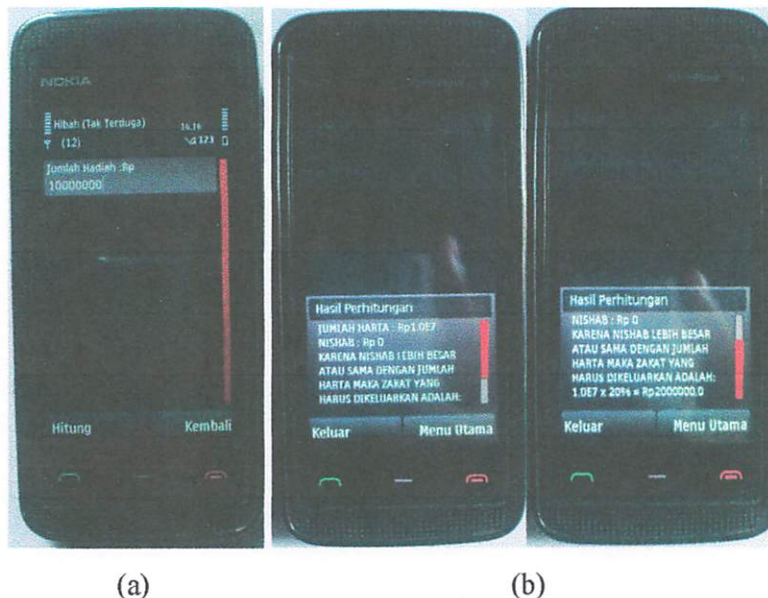 NOKIA
Hibah (Tak Terduga)
14.14
(12)
123
Jumlah Hadiah :Rp
10000000
Hitung
Kembali
Hasil Perhitungan
JUMLAH HARTA : Rp1.0E7
NISHAB : Rp 0
KARENA NISHAB LEBIH BESAR
ATAU SAMA DENGAN JUMLAH
HARTA MAKA ZAKAT YANG
HARUS DIKELUARKAN ADALAH:
Keluar
Menu Utama
Hasil Perhitungan
NISHAB : Rp 0
KARENA NISHAB LEBIH BESAR
ATAU SAMA DENGAN JUMLAH
HARTA MAKA ZAKAT YANG
HARUS DIKELUARKAN ADALAH:
1.0E7 x 20% = Rp2000000.0
Keluar
Menu Utama
(a)
(b)